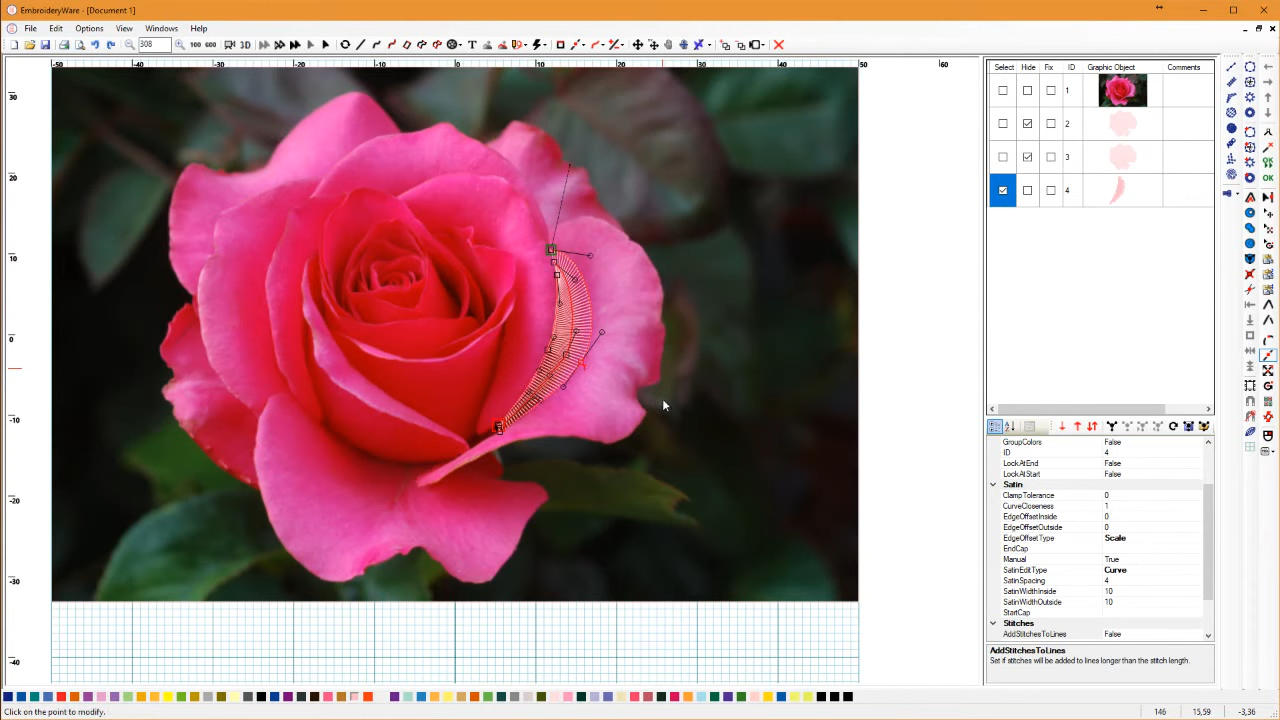 EmbroideryWare - [Document 1]
File Edit Options View Windows Help
308 100 600 3D T
-50 -40 -30 -20 -10 0 10 20 30 40 50 60
30
20
10
0
-10
-20
-30
-40
Select Hide Fix ID Graphic Object Comments
1
2
3
4
GroupColors False
ID 4
LockAtEnd False
LockAtStart False
Satin
ClampTolerance 0
CurveCloseness 1
EdgeOffsetInside 0
EdgeOffsetOutside 0
EdgeOffsetType Scale
EndCap
Manual True
SatinEditType Curve
SatinSpacing 4
SatinWidthInside 10
SatinWidthOutside 10
StartCap
Stitches
AddStitchesToLines False
AddStitchesToLines
Set if stitches will be added to lines longer than the stitch length.
OK
OK
Click on the point to modify.
146 15,59 -3,36